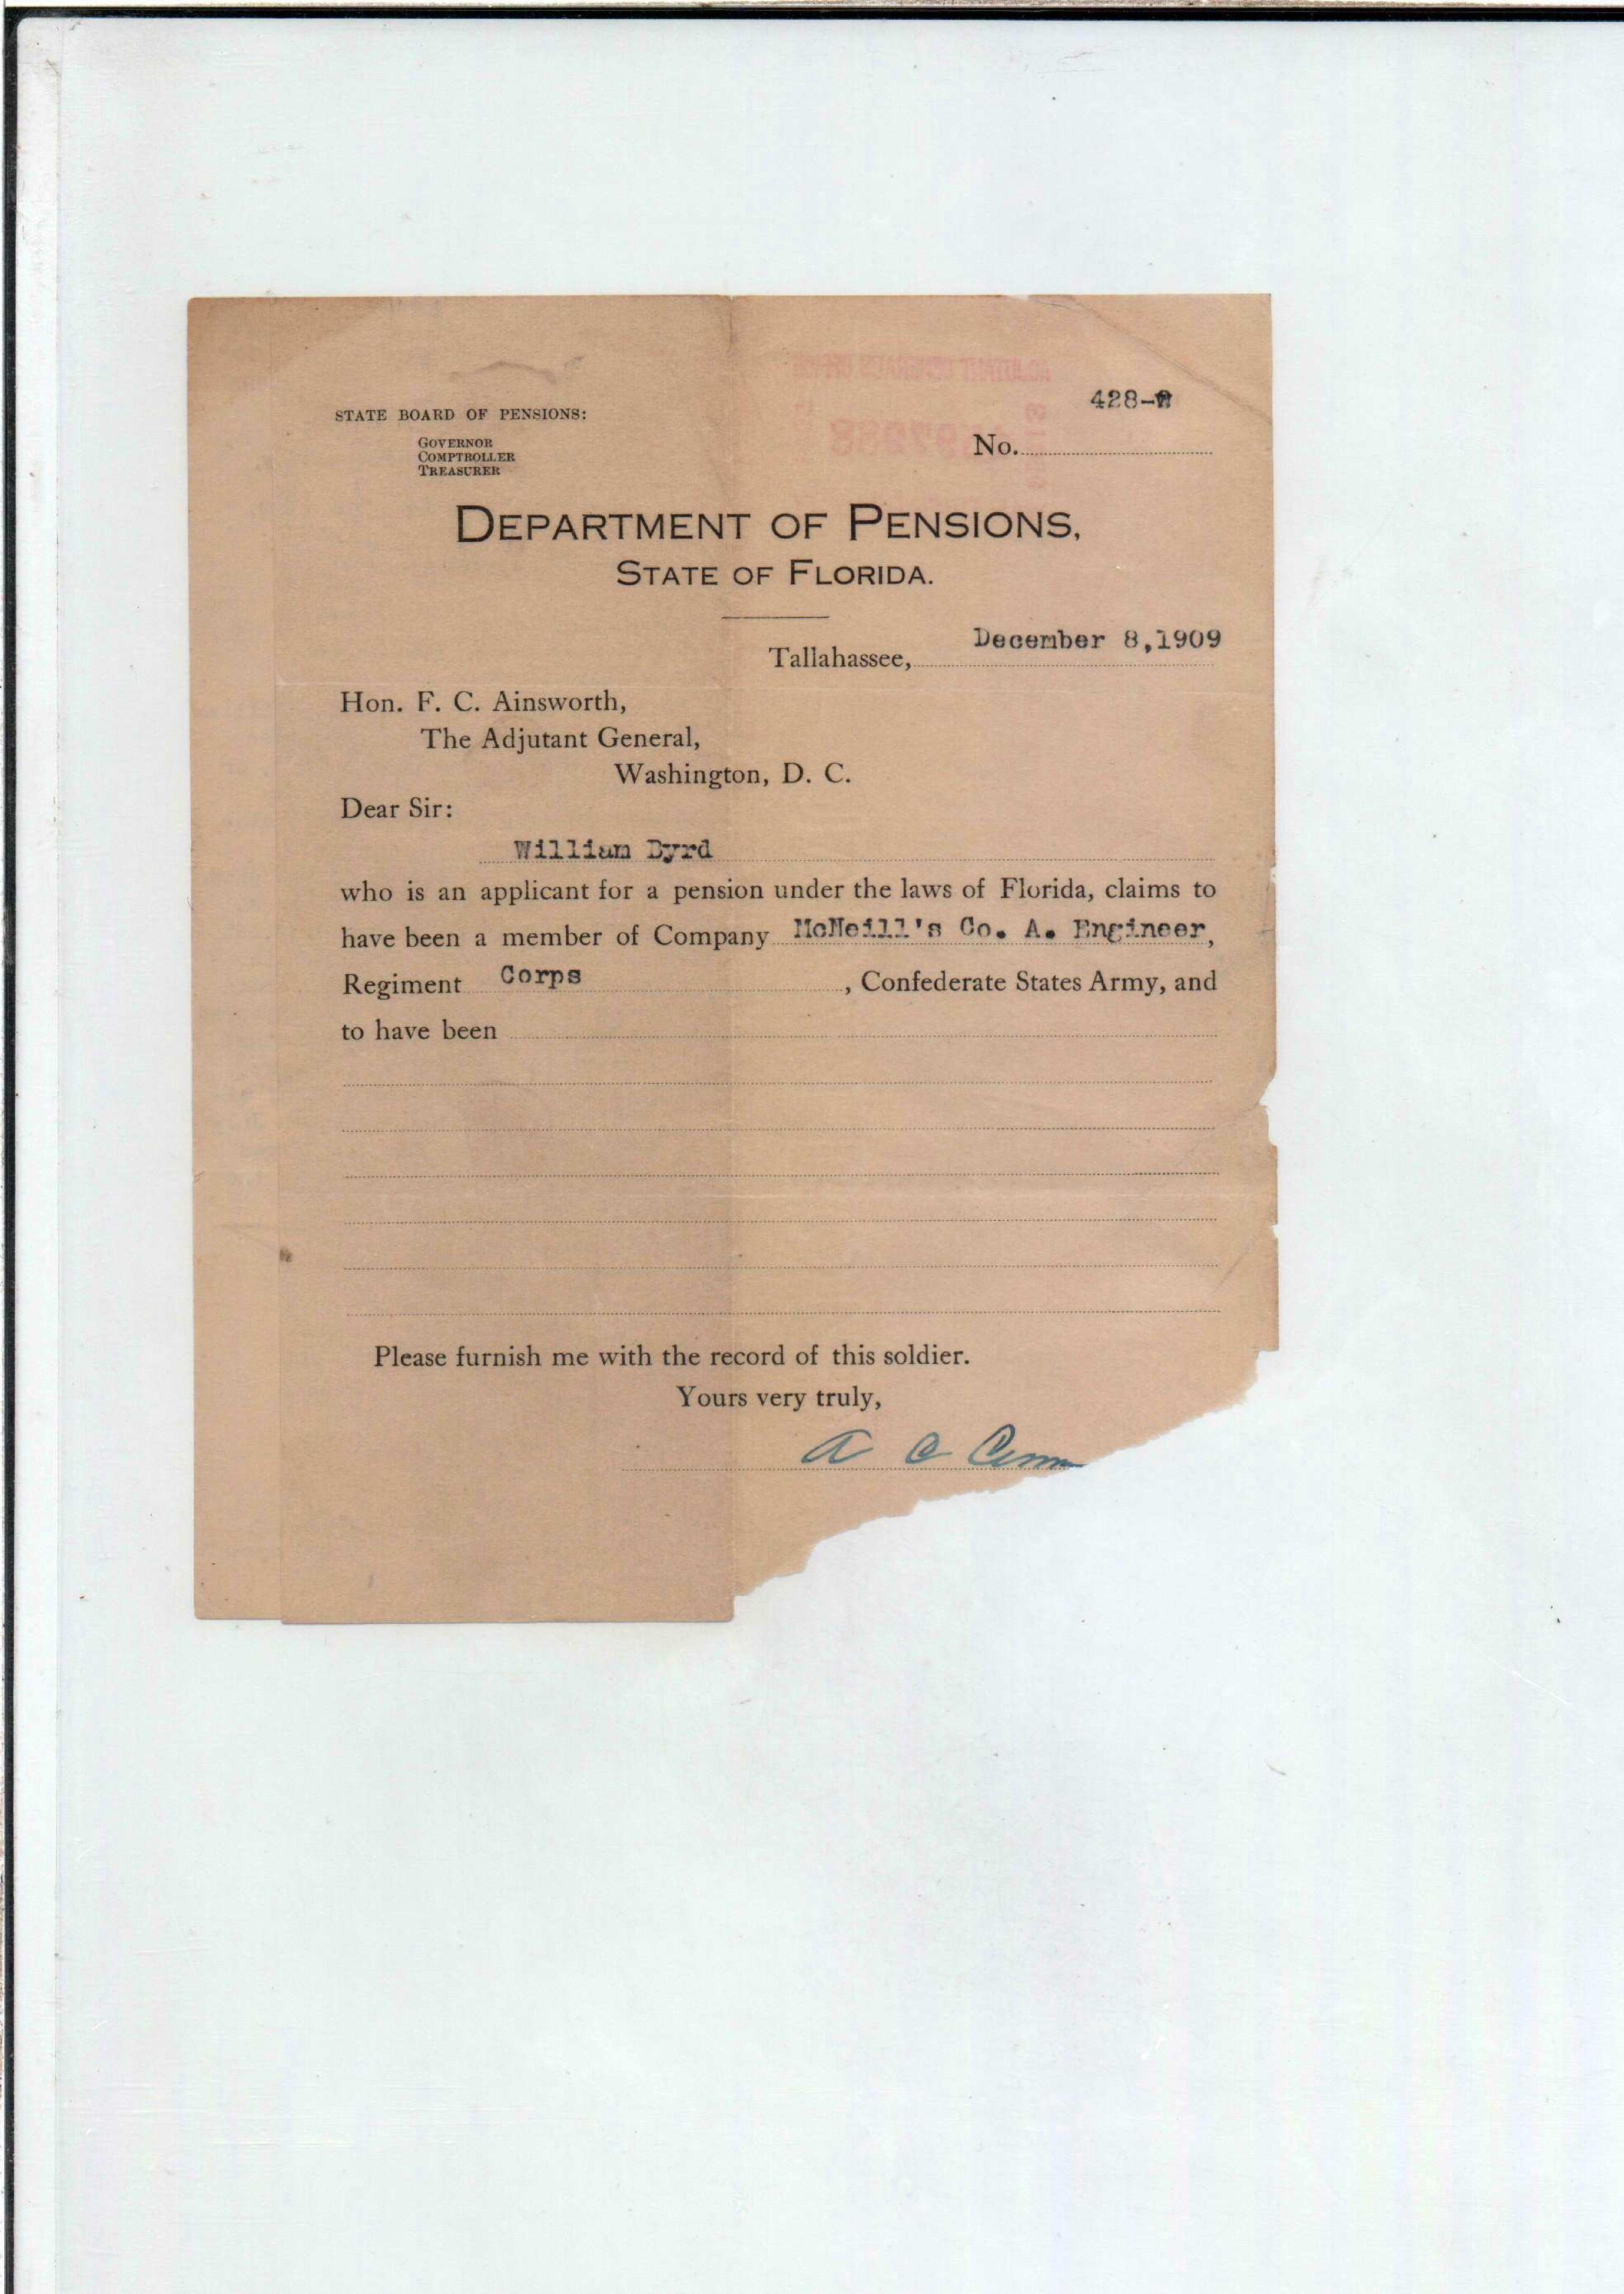 STATE BOARD OF PENSIONS:
GOVERNOR
COMPTROLLER
TREASURER
428-
No.
DEPARTMENT OF PENSIONS,
STATE OF FLORIDA.
Tallahassee, December 8,1909
Hon. F. C. Ainsworth,
The Adjutant General,
Washington, D. C.
Dear Sir:
William Byrd
who is an applicant for a pension under the laws of Florida, claims to
have been a member of Company McNeill's Co. A. Engineer,
Regiment Corps, Confederate States Army, and
to have been
Please furnish me with the record of this soldier.
Yours very truly,
A C